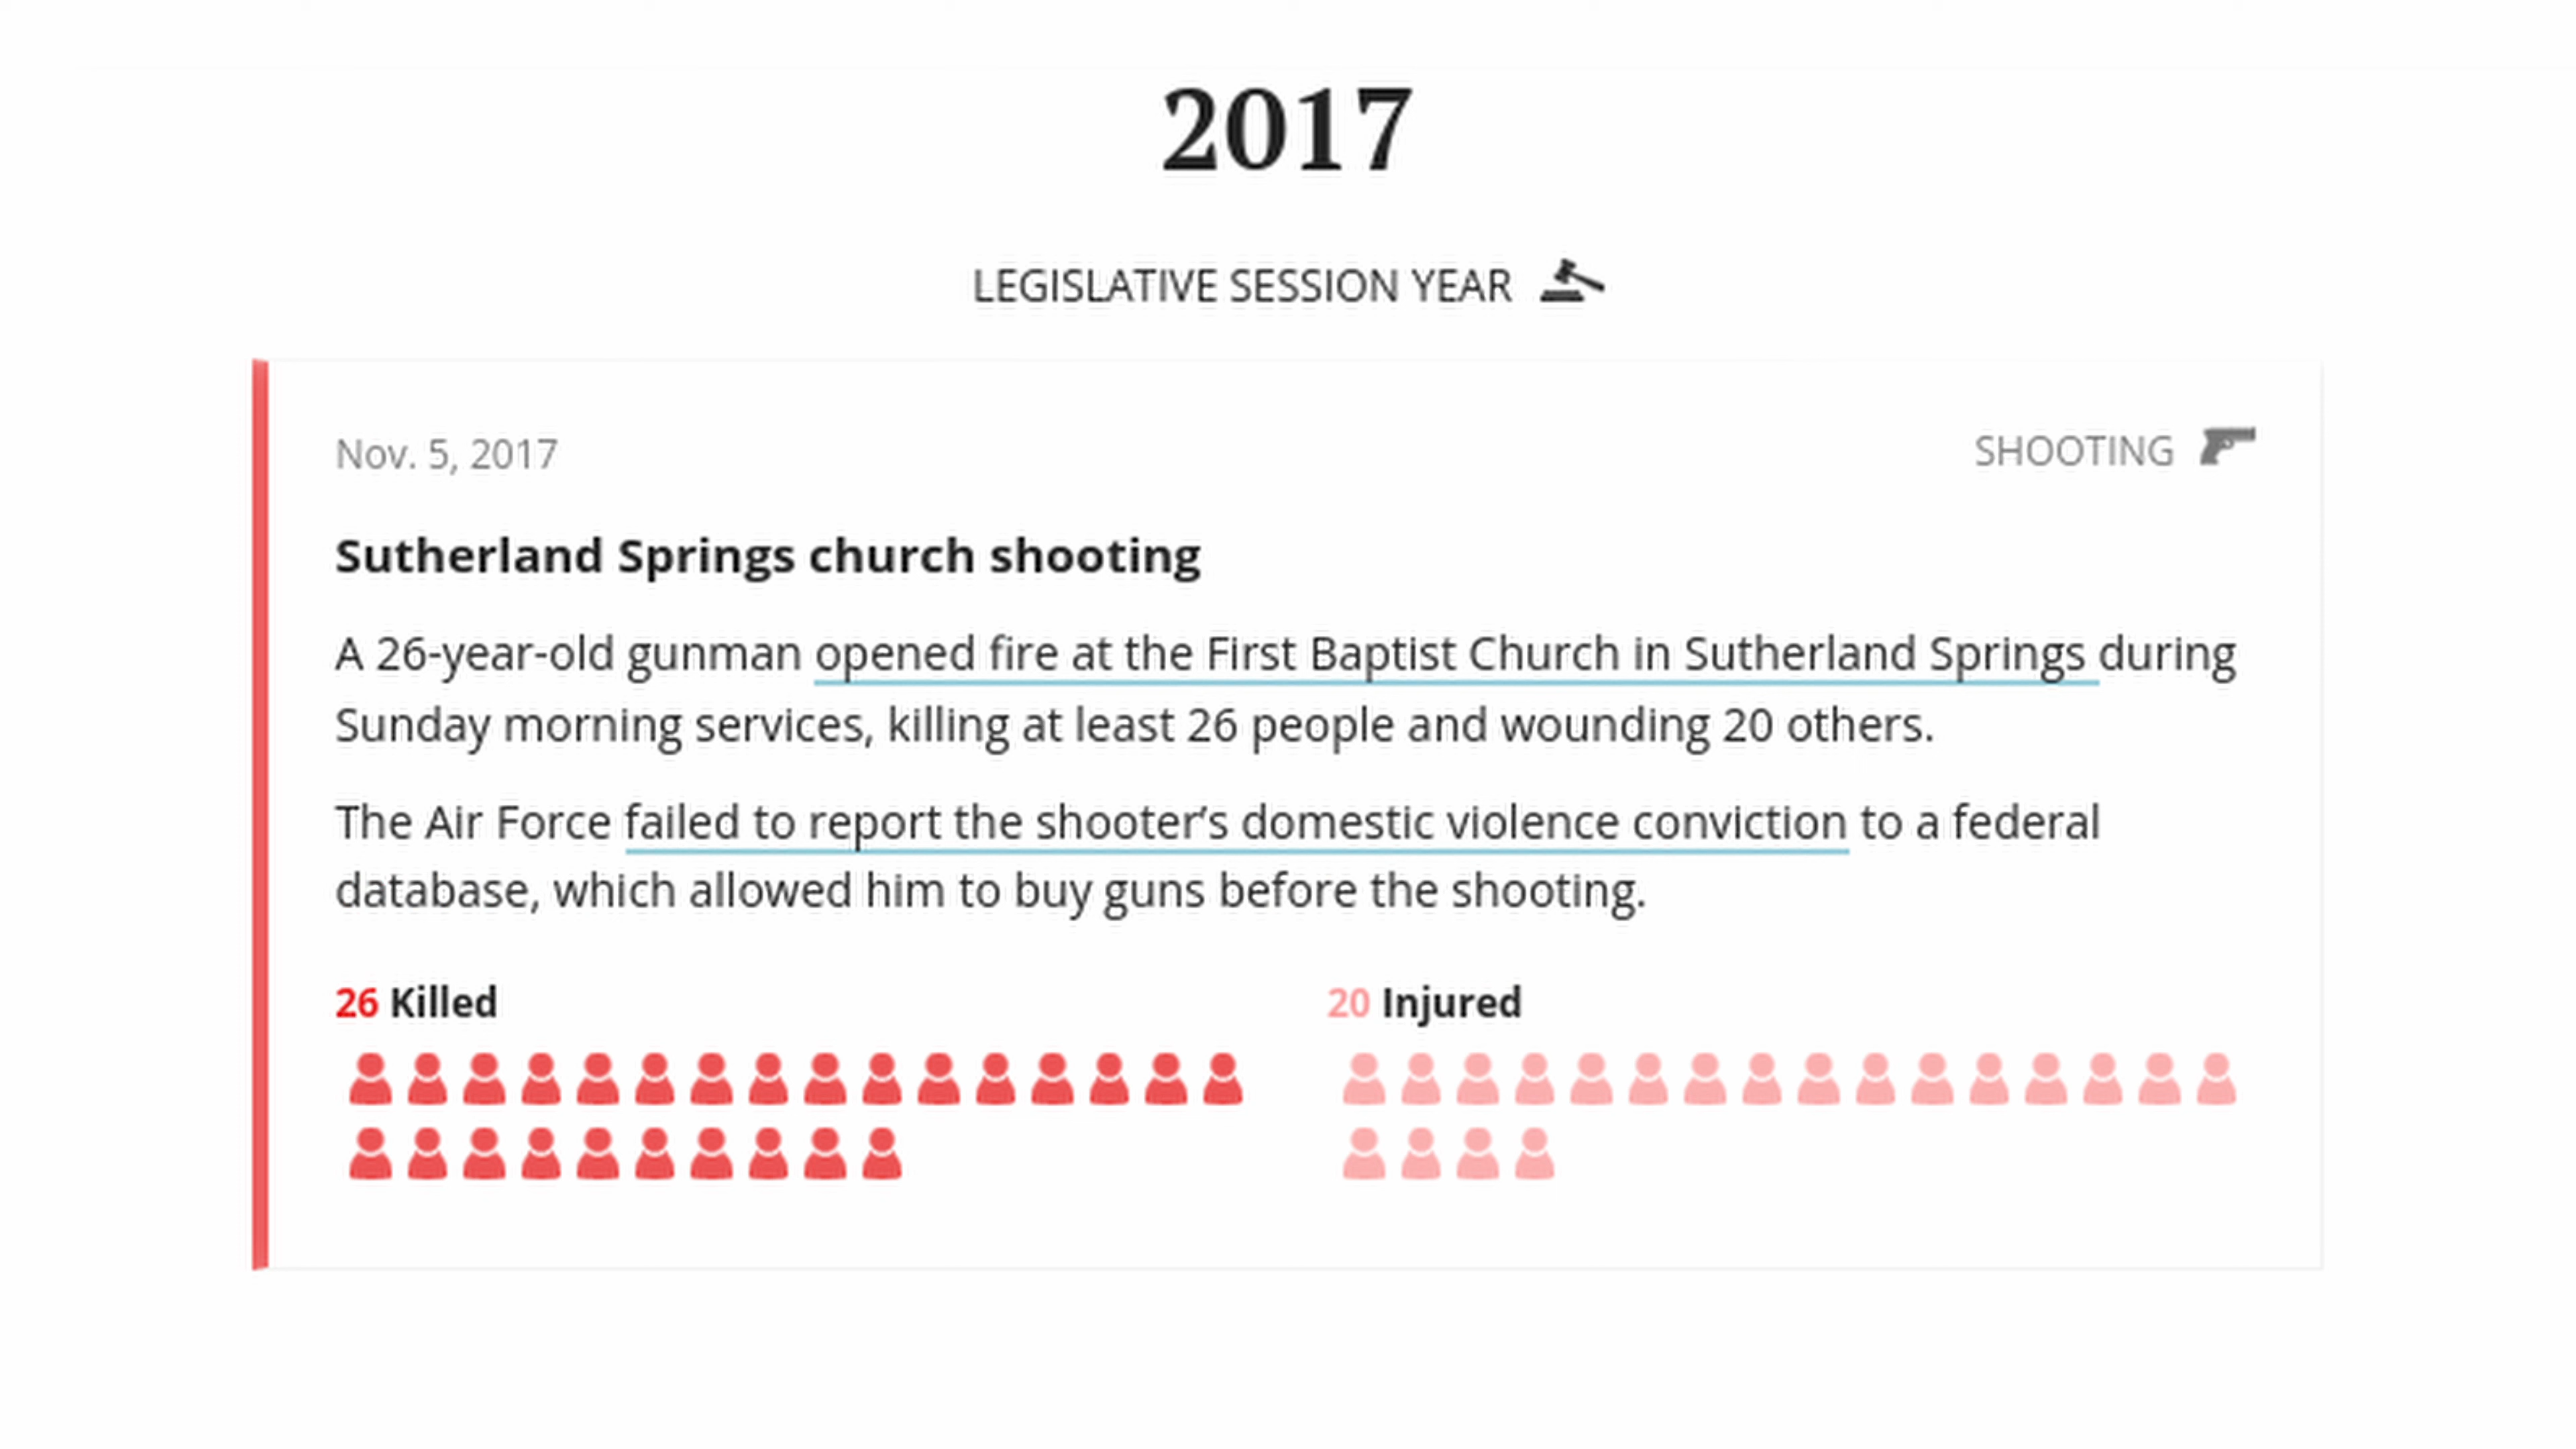 2017
LEGISLATIVE SESSION YEAR
Nov. 5, 2017
SHOOTING
Sutherland Springs church shooting
A 26-year-old gunman opened fire at the First Baptist Church in Sutherland Springs during
Sunday morning services, killing at least 26 people and wounding 20 others.
The Air Force failed to report the shooter’s domestic violence conviction to a federal
database, which allowed him to buy guns before the shooting.
26 Killed
20 Injured